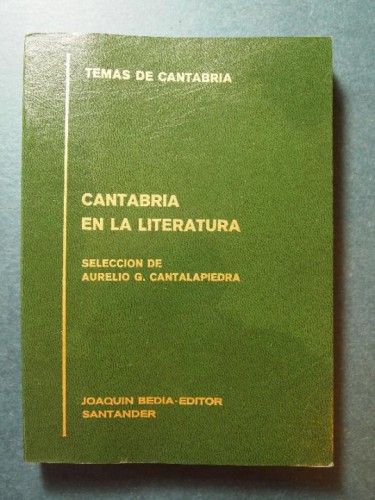 TEMAS DE CANTABRIA
CANTABRIA
EN LA LITERATURA
SELECCION DE
AURELIO G. CANTALAPIEDRA
JOAQUIN BEDIA-EDITOR
SANTANDER